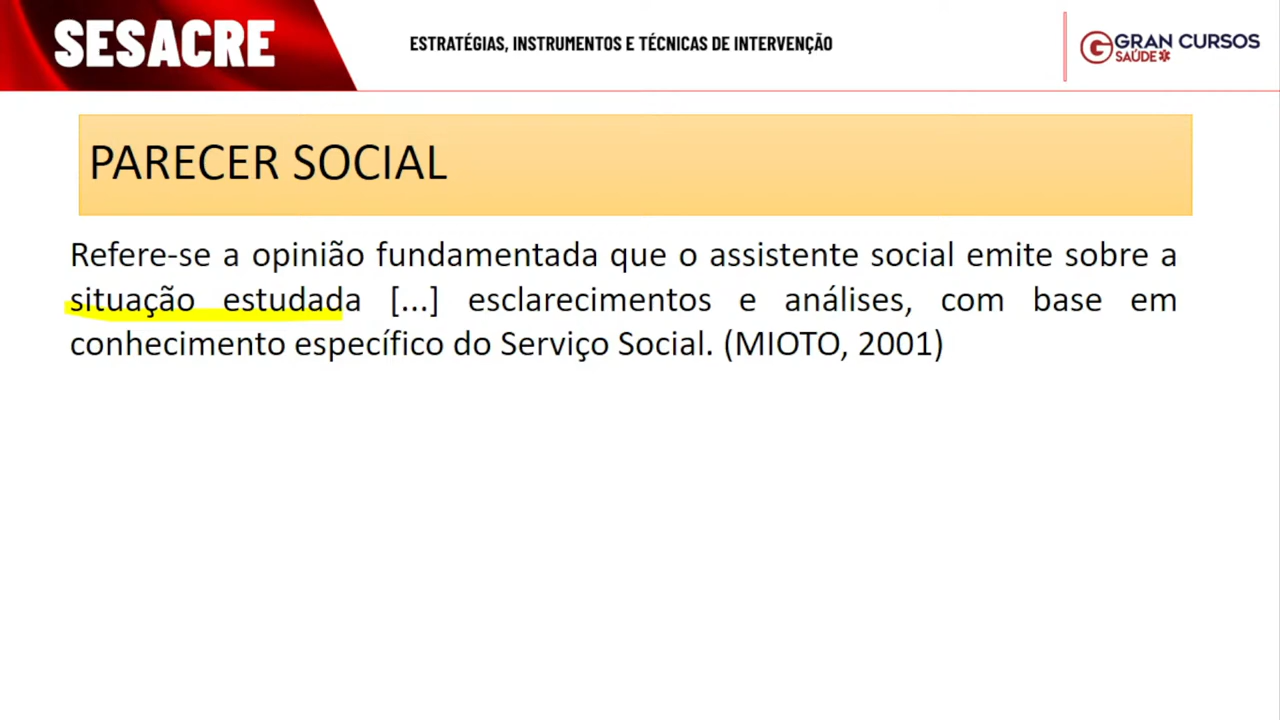 SESACRE
ESTRATÉGIAS, INSTRUMENTOS E TÉCNICAS DE INTERVENÇÃO
GRAN CURSOS
SAÚDE
PARECER SOCIAL
Refere-se a opinião fundamentada que o assistente social emite sobre a
situação estudada [...] esclarecimentos e análises, com base em
conhecimento específico do Serviço Social. (MIOTO, 2001)